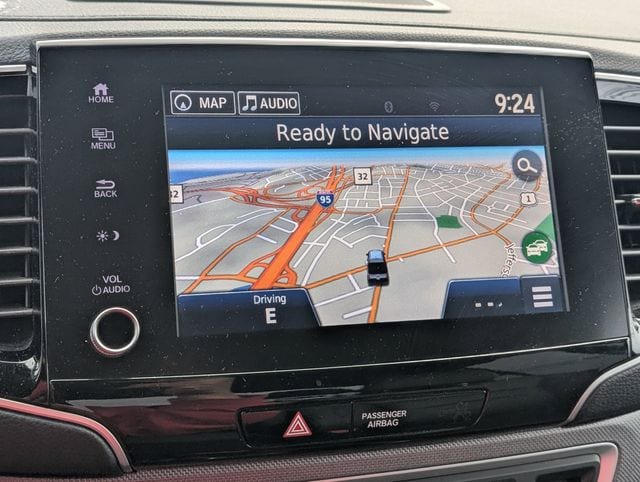 HOME
MENU
BACK
VOL
AUDIO
MAP
AUDIO
9:24
Ready to Navigate
32
95
32
1
Driving
E
PASSENGER
AIRBAG